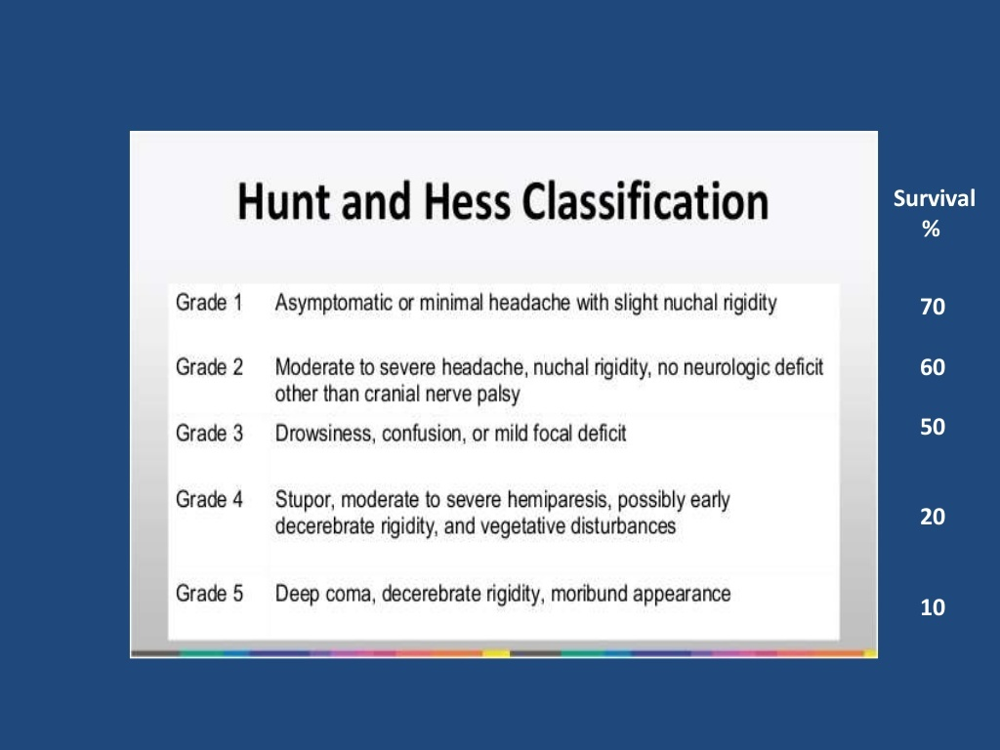 Hunt and Hess Classification
Survival
%
Grade 1 Asymptomatic or minimal headache with slight nuchal rigidity 70
Grade 2 Moderate to severe headache, nuchal rigidity, no neurologic deficit 60
other than cranial nerve palsy
Grade 3 Drowsiness, confusion, or mild focal deficit 50
Grade 4 Stupor, moderate to severe hemiparesis, possibly early
decerebrate rigidity, and vegetative disturbances 20
Grade 5 Deep coma, decerebrate rigidity, moribund appearance 10